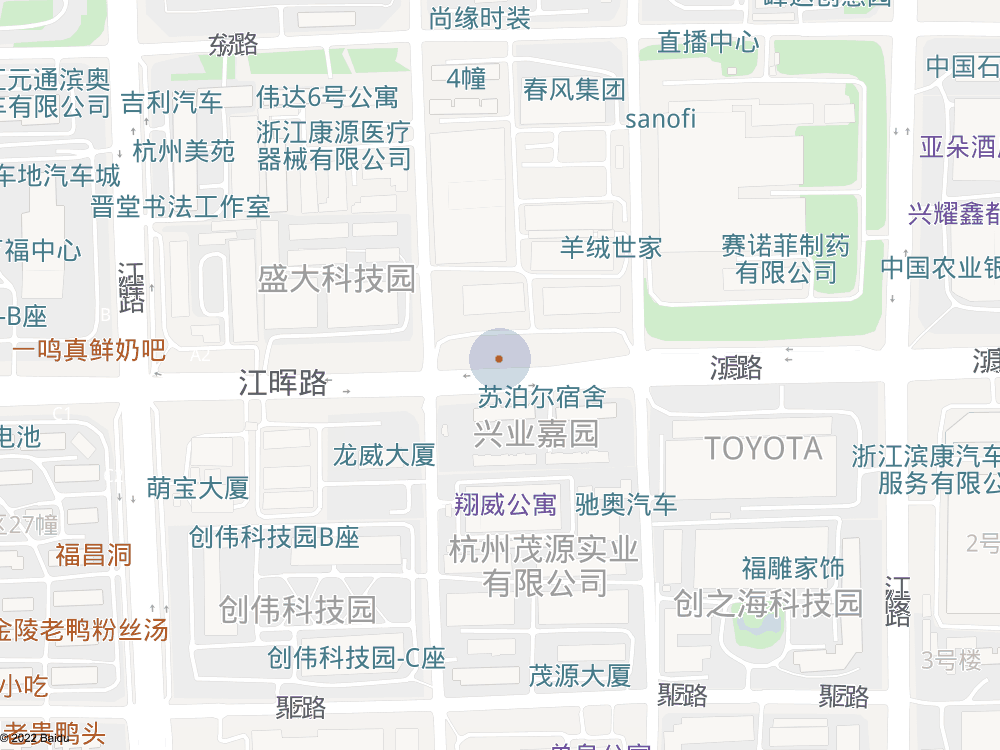 尚缘时装
直播中心
4幢
春风集团
中国石
吉利汽车
伟达6号公寓
江元通滨奥
车有限公司
sanofi
浙江康源医疗
器械有限公司
杭州美苑
亚朵酒店
车地汽车城
晋堂书法工作室
兴耀鑫都
福中心
羊绒世家
赛诺菲制药
有限公司
盛大科技园
中国农业银
-B座
B
一鸣真鲜奶吧
A2
江晖路
滨康路
苏泊尔宿舍
C1
兴业嘉园
电池
龙威大厦
TOYOTA
浙江滨康汽车
服务有限公
萌宝大厦
翔威公寓
驰奥汽车
区27幢
创伟科技园B座
福昌洞
杭州茂源实业
有限公司
2号
福雕家饰
创伟科技园
创之海科技园
江陵路
金陵老鸭粉丝汤
创伟科技园-C座
茂源大厦
3号楼
小吃
聚医路
老贵鸭头
© 2022 Baidu